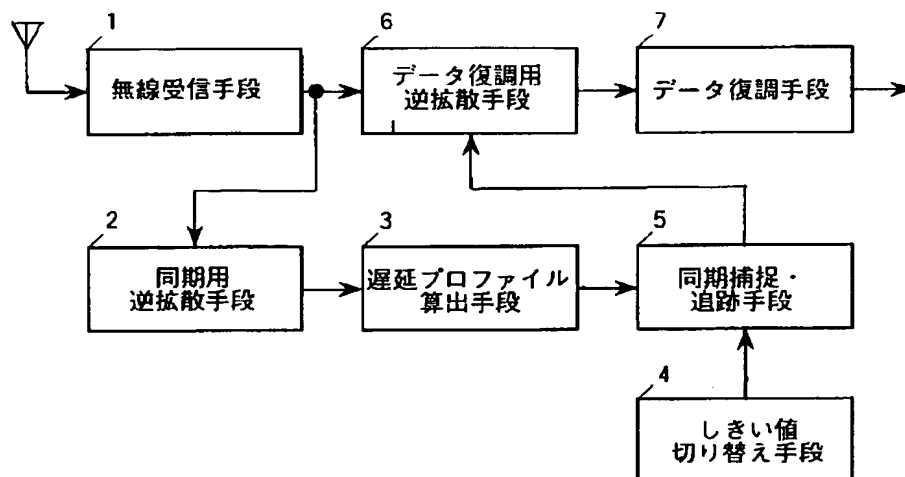 1
無線受信手段
6
データ復調用
逆拡散手段
7
データ復調手段
2
同期用
逆拡散手段
3
遅延プロファイル
算出手段
5
同期捕捉・
追跡手段
4
しきい値
切り替え手段